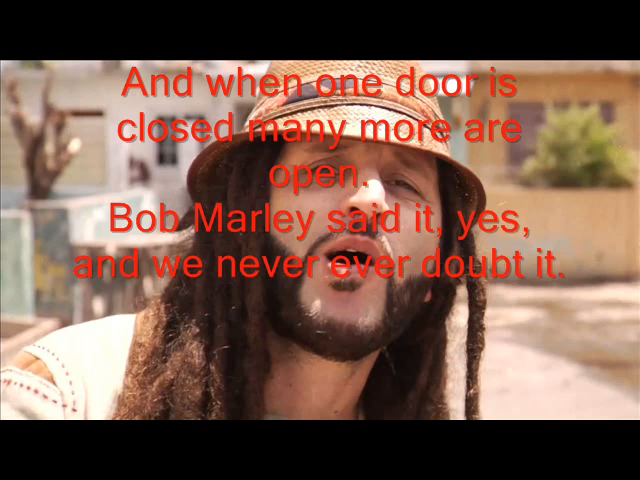 And when one door is
closed many more are
open.
Bob Marley said it, yes,
and we never ever doubt it.